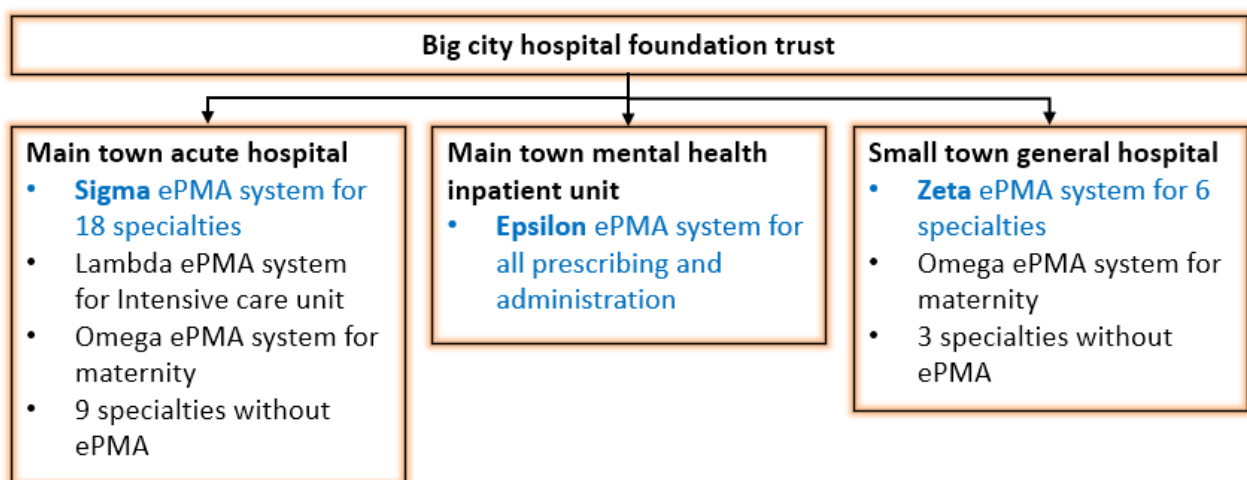 Big city hospital foundation trust
Main town acute hospital
• Sigma ePMA system for
18 specialties
• Lambda ePMA system
for Intensive care unit
• Omega ePMA system for
maternity
• 9 specialties without
ePMA
Main town mental health
inpatient unit
• Epsilon ePMA system for
all prescribing and
administration
Small town general hospital
• Zeta ePMA system for 6
specialties
• Omega ePMA system for
maternity
• 3 specialties without
ePMA